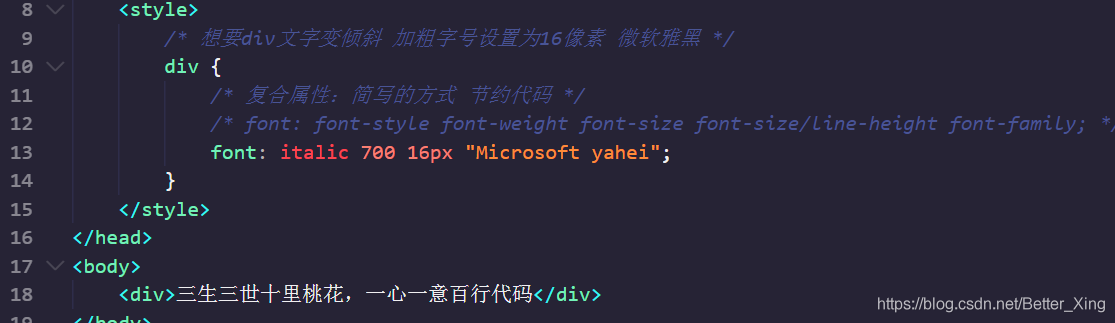 8 <style>
9 /* 想要div文字变倾斜 加粗字号设置为16像素 微软雅黑 */
10 div {
11 /* 复合属性：简写的方式 节约代码 */
12 /* font: font-style font-weight font-size font-size/line-height font-family; */
13 font: italic 700 16px "Microsoft yahei";
14 }
15 </style>
16 </head>
17 <body>
18 <div>三生三世十里桃花，一心一意百行代码</div>
19 </body>
https://blog.csdn.net/Better_Xing